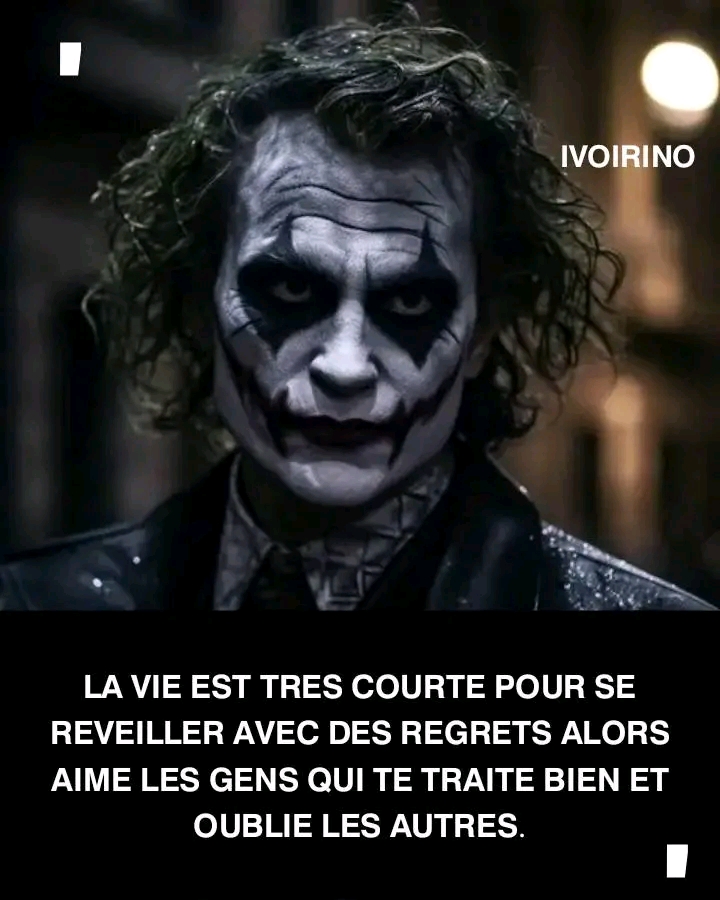 IVOIRINO
LA VIE EST TRES COURTE POUR SE
REVEILLER AVEC DES REGRETS ALORS
AIME LES GENS QUI TE TRAITE BIEN ET
OUBLIE LES AUTRES.